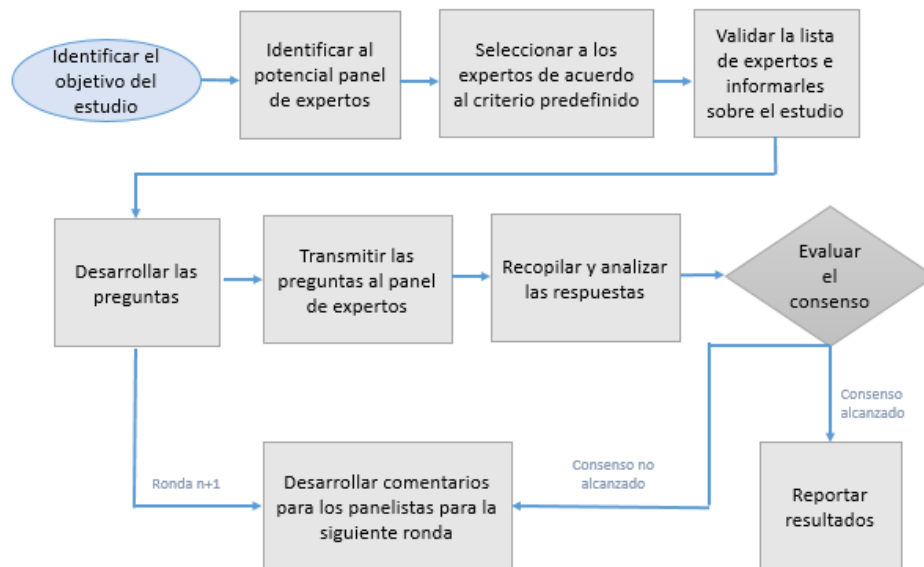 Identificar el
objetivo del
estudio
Identificar al
potencial panel
de expertos
Seleccionar a los
expertos de acuerdo
al criterio predefinido
Validar la lista
de expertos e
informarles
sobre el estudio
Desarrollar las
preguntas
Transmitir las
preguntas al panel
de expertos
Recopilar y analizar
las respuestas
Evaluar
el
consenso
Ronda n+1
Desarrollar comentarios
para los panelistas para la
siguiente ronda
Consenso no
alcanzado
Consenso
alcanzado
Reportar
resultados